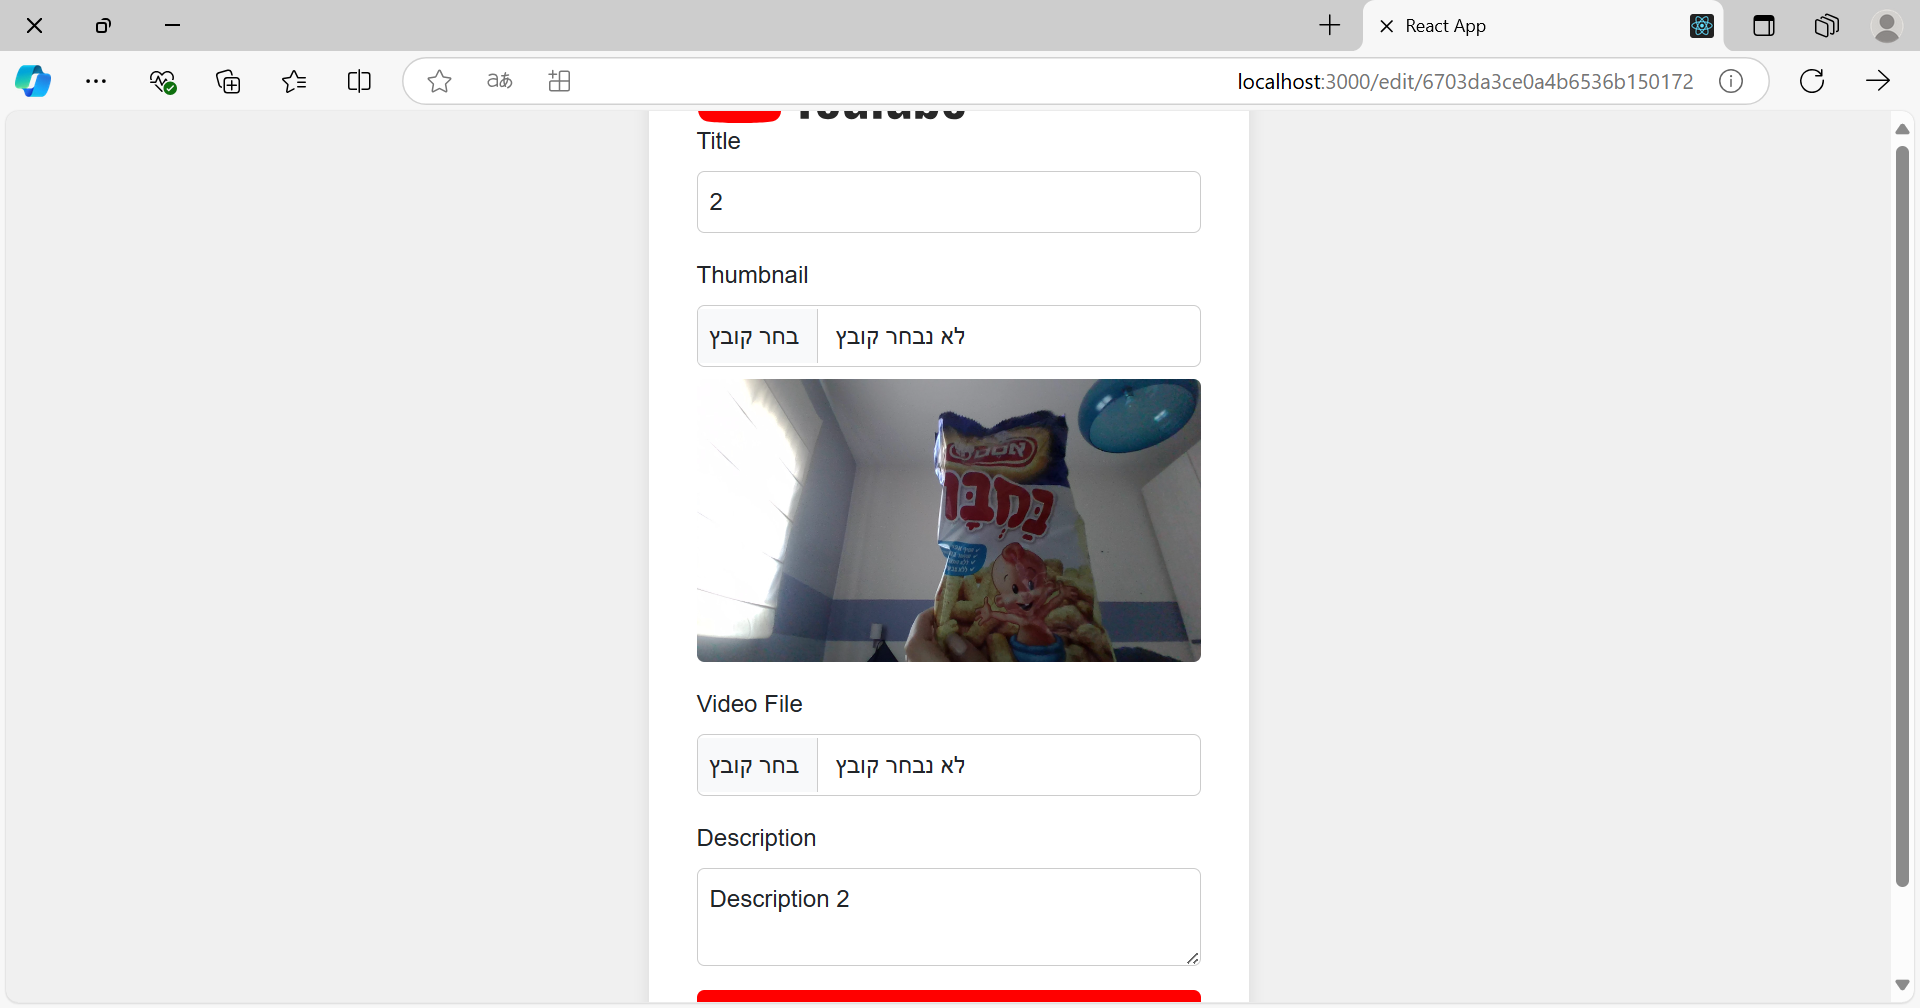 React App
localhost:3000/edit/6703da3ce0a4b6536b150172
YouTube
Title
2
Thumbnail
בחר קובץ
לא נבחר קובץ
אסם
במבה
Video File
בחר קובץ
לא נבחר קובץ
Description
Description 2